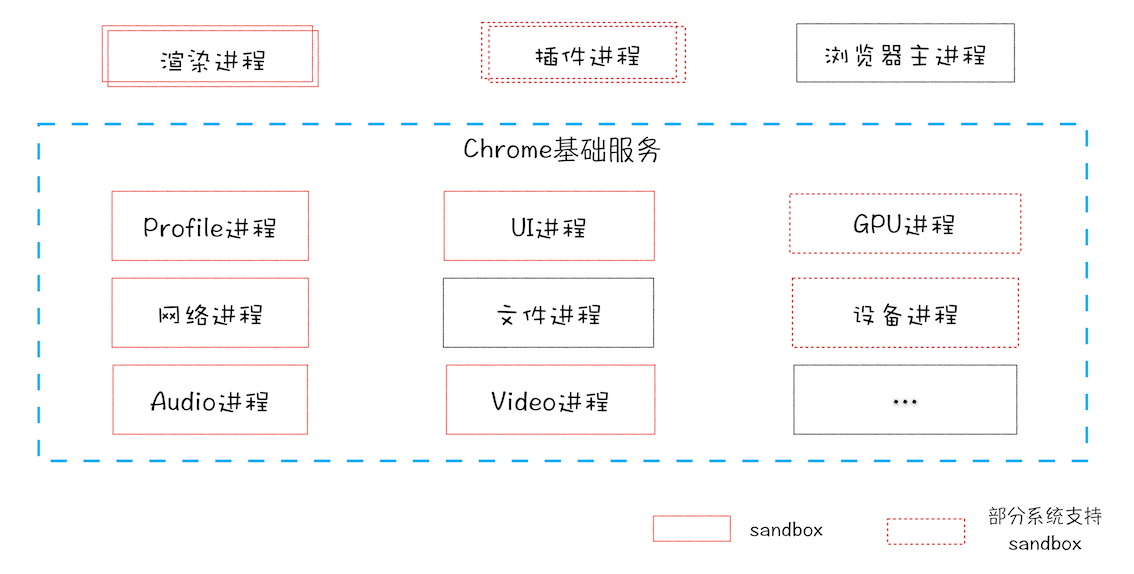 渲染进程
插件进程
浏览器主进程
Chrome基础服务
Profile进程
UI进程
GPU进程
网络进程
文件进程
设备进程
Audio进程
Video进程
...
sandbox
部分系统支持
sandbox